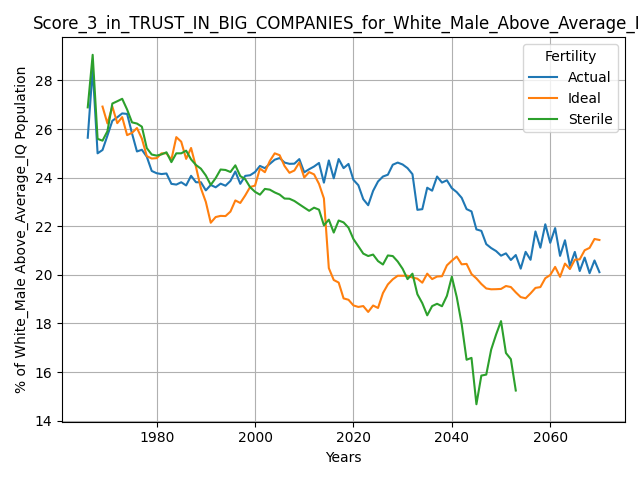 Score_3_in_TRUST_IN_BIG_COMPANIES_for_White_Male_Above_Average_I
Fertility
Actual
Ideal
Sterile
% of White_Male Above_Average_IQ Population
28
26
24
22
20
18
16
14
1980
2000
2020
2040
2060
Years